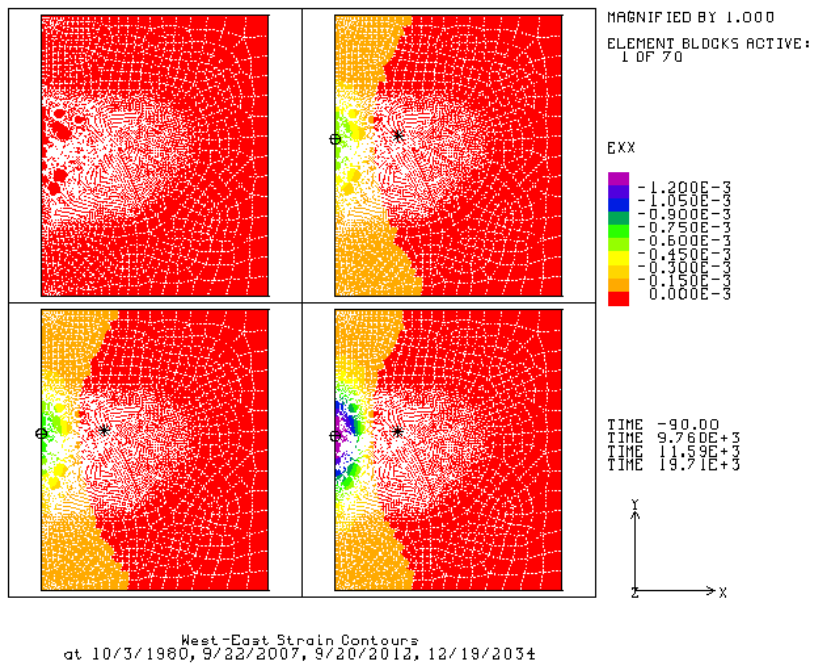 MAGNIFIED BY 1.000
ELEMENT BLOCKS ACTIVE:
1 OF 70
EXX
-1.200E-3
-1.050E-3
-0.900E-3
-0.750E-3
-0.600E-3
-0.450E-3
-0.300E-3
-0.150E-3
0.000E-3
TIME -90.00
TIME 9.760E+3
TIME 11.59E+3
TIME 19.71E+3
Y
Z X
West-East Strain Contours
at 10/3/1980, 9/22/2007, 9/20/2012, 12/19/2034